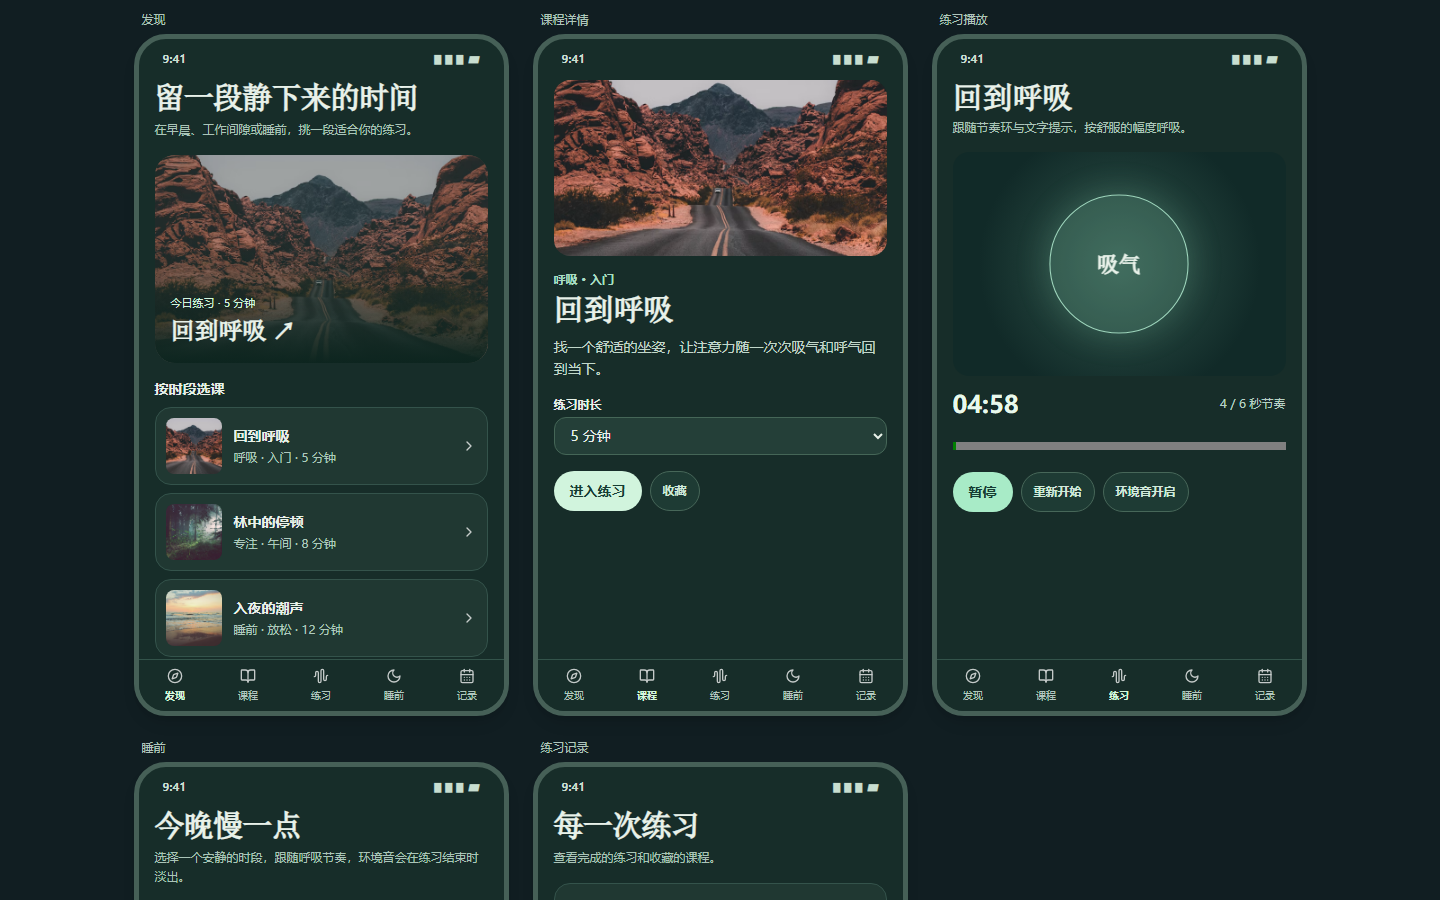 发现
9:41
留一段静下来的时间
在早晨、工作间隙或睡前，挑一段适合你的练习。
今日练习 · 5 分钟
回到呼吸 ↗
按时段选课
回到呼吸
呼吸 · 入门 · 5 分钟
林中的停顿
专注 · 午间 · 8 分钟
入夜的潮声
睡前 · 放松 · 12 分钟
发现 课程 练习 睡前 记录
课程详情
9:41
呼吸 · 入门
回到呼吸
找一个舒适的坐姿，让注意力随一次次吸气和呼气回
到当下。
练习时长
5 分钟
进入练习 收藏
发现 课程 练习 睡前 记录
练习播放
9:41
回到呼吸
跟随节奏环与文字提示，按舒服的幅度呼吸。
吸气
04:58 4 / 6 秒节奏
暂停 重新开始 环境音开启
发现 课程 练习 睡前 记录
睡前
9:41
今晚慢一点
选择一个安静的时段，跟随呼吸节奏，环境音会在练习结束时
淡出。
练习记录
9:41
每一次练习
查看完成的练习和收藏的课程。